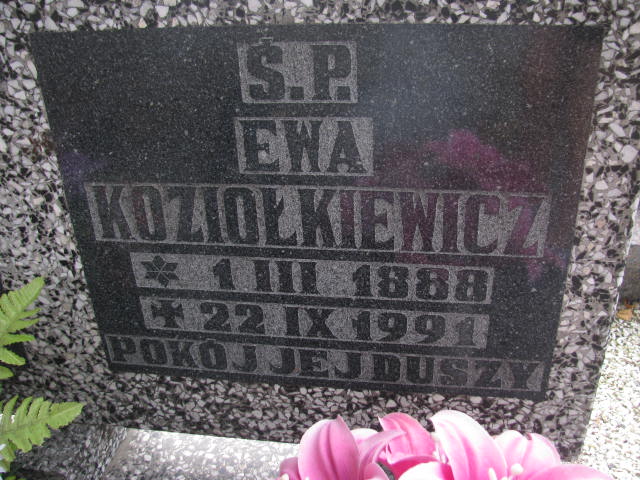 Ś.P.
EWA
KOZIOŁKIEWICZ
* 1 III 1888
✝ 22 IX 1991
POKÓJ JEJ DUSZY